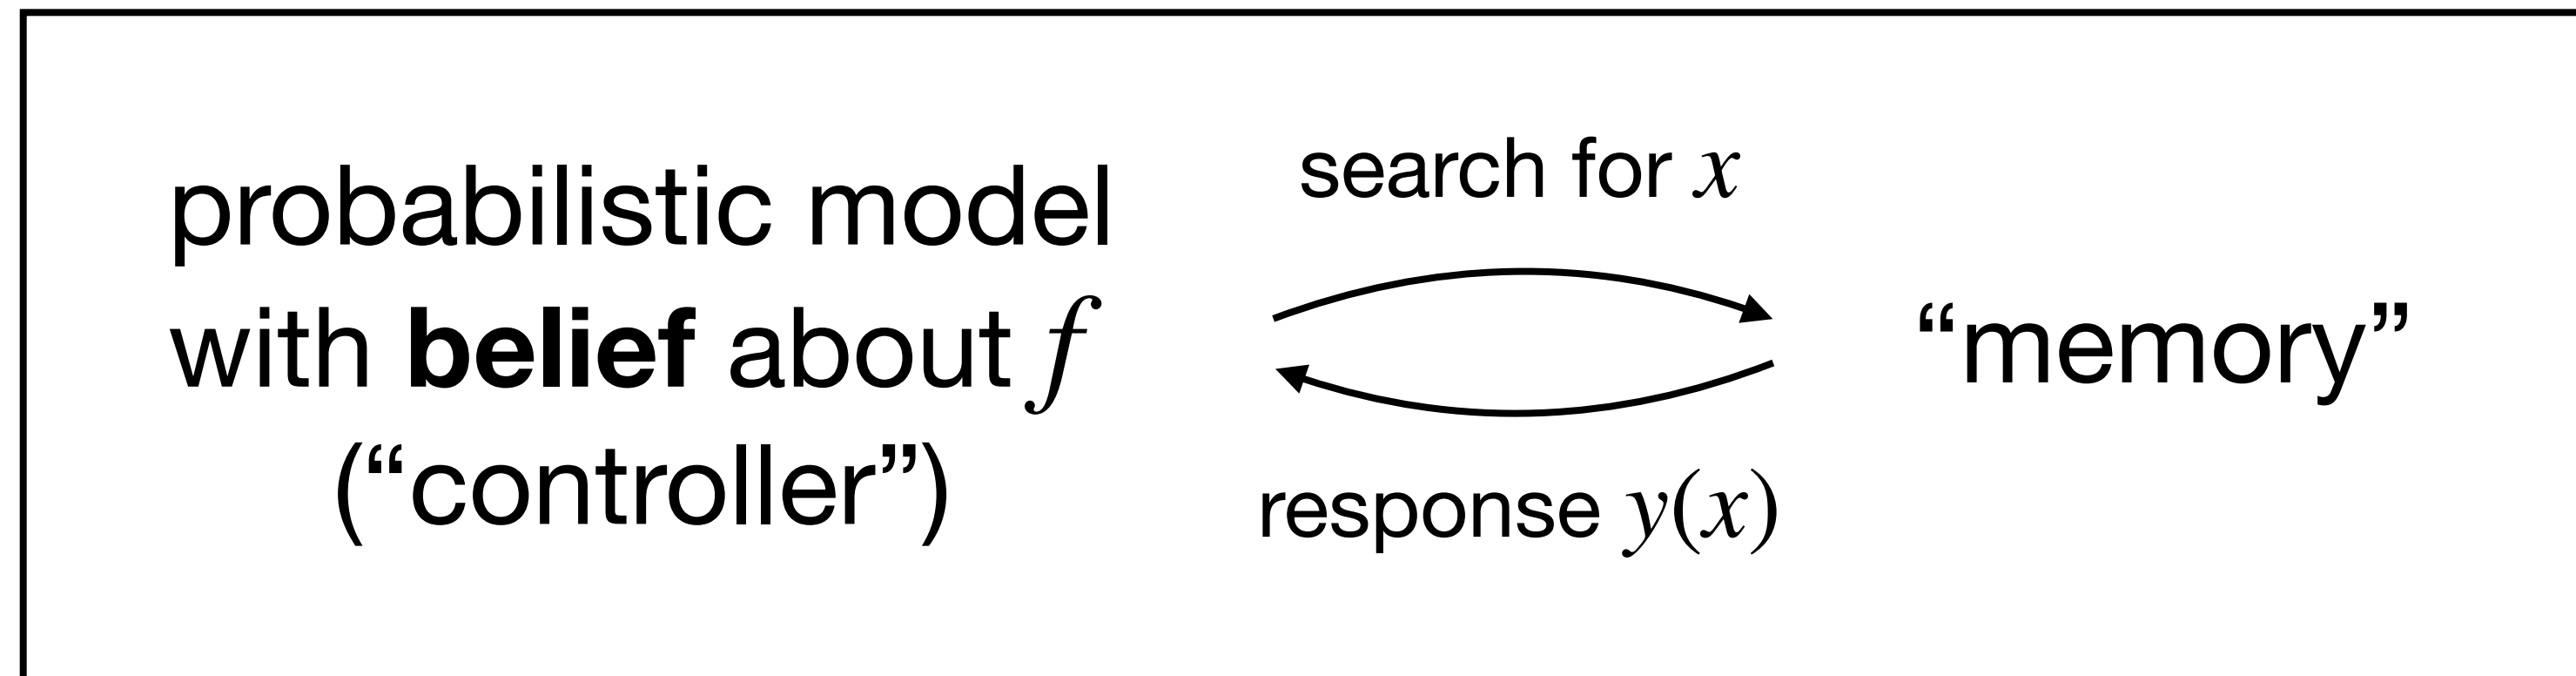 probabilistic model
with belief about f
(“controller”)
search for x
response y(x)
“memory”